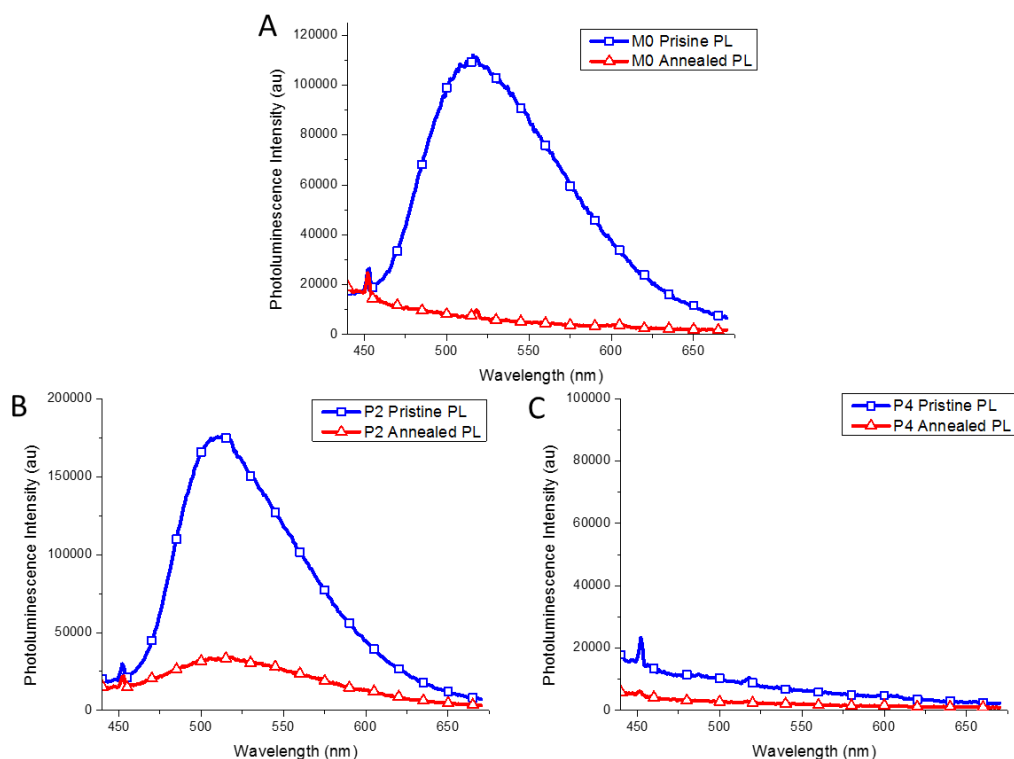 A
M0 Prisine PL
M0 Annealed PL
Photoluminescence Intensity (au)
120000
100000
80000
60000
40000
20000
0
450 500 550 600 650
Wavelength (nm)
B
P2 Pristine PL
P2 Annealed PL
Photoluminescence Intensity (au)
200000
150000
100000
50000
0
450 500 550 600 650
Wavelength (nm)
C
P4 Pristine PL
P4 Annealed PL
Photoluminescence Intensity (au)
100000
80000
60000
40000
20000
0
450 500 550 600 650
Wavelength (nm)